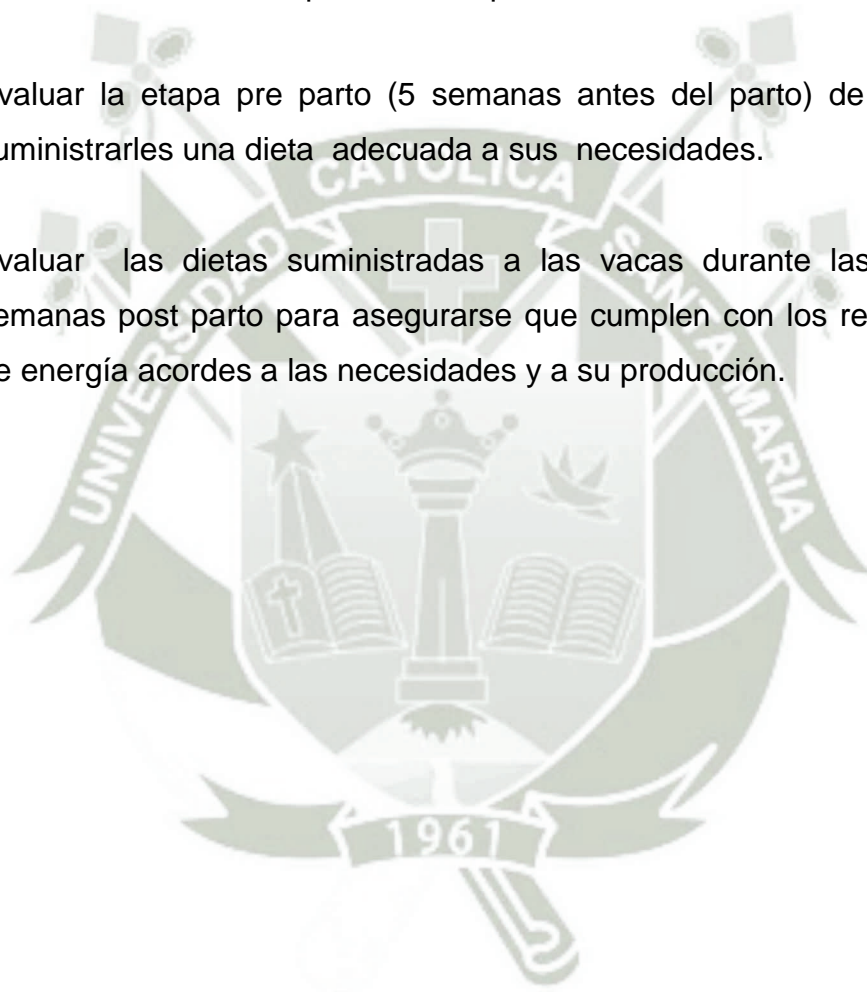 valuar la etapa pre parto (5 semanas antes del parto) de
uministrarles una dieta adecuada a sus necesidades.
valuar las dietas suministradas a las vacas durante las
emanas post parto para asegurarse que cumplen con los re
e energía acordes a las necesidades y a su producción.
UNIVERSIDAD CATOLICA SANTA MARIA
1961